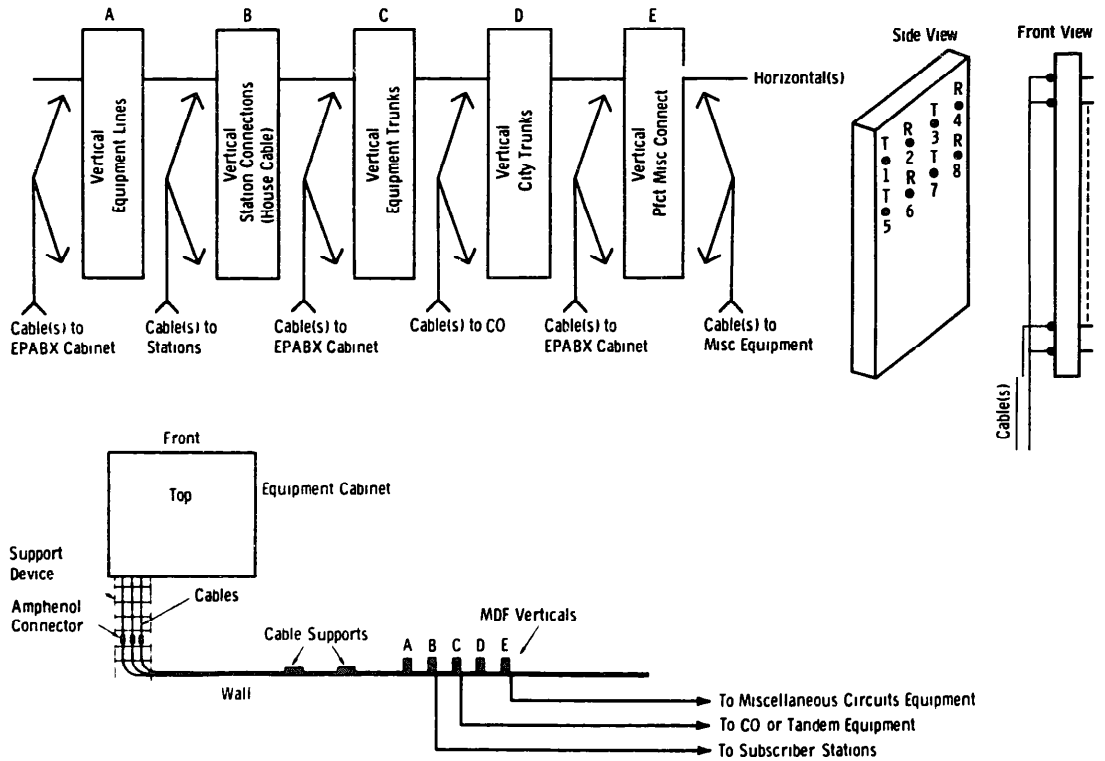 A
B
C
D
E
Vertical
Equipment Lines
Vertical
Station Connections
(House Cable)
Vertical
Equipment Trunks
Vertical
City Trunks
Vertical
Pfct Misc Connect
Horizontal(s)
Cable(s) to
EPABX Cabinet
Cable(s) to
Stations
Cable(s) to
EPABX Cabinet
Cable(s) to CO
Cable(s) to
EPABX Cabinet
Cable(s) to
Misc Equipment
Side View
T
1
T
5
R
2
R
6
T
3
T
7
R
4
R
8
Front View
Cable(s)
Front
Top
Equipment Cabinet
Support
Device
Amphenol
Connector
Cables
Cable Supports
Wall
MDF Verticals
A B C D E
To Miscellaneous Circuits Equipment
To CO or Tandem Equipment
To Subscriber Stations